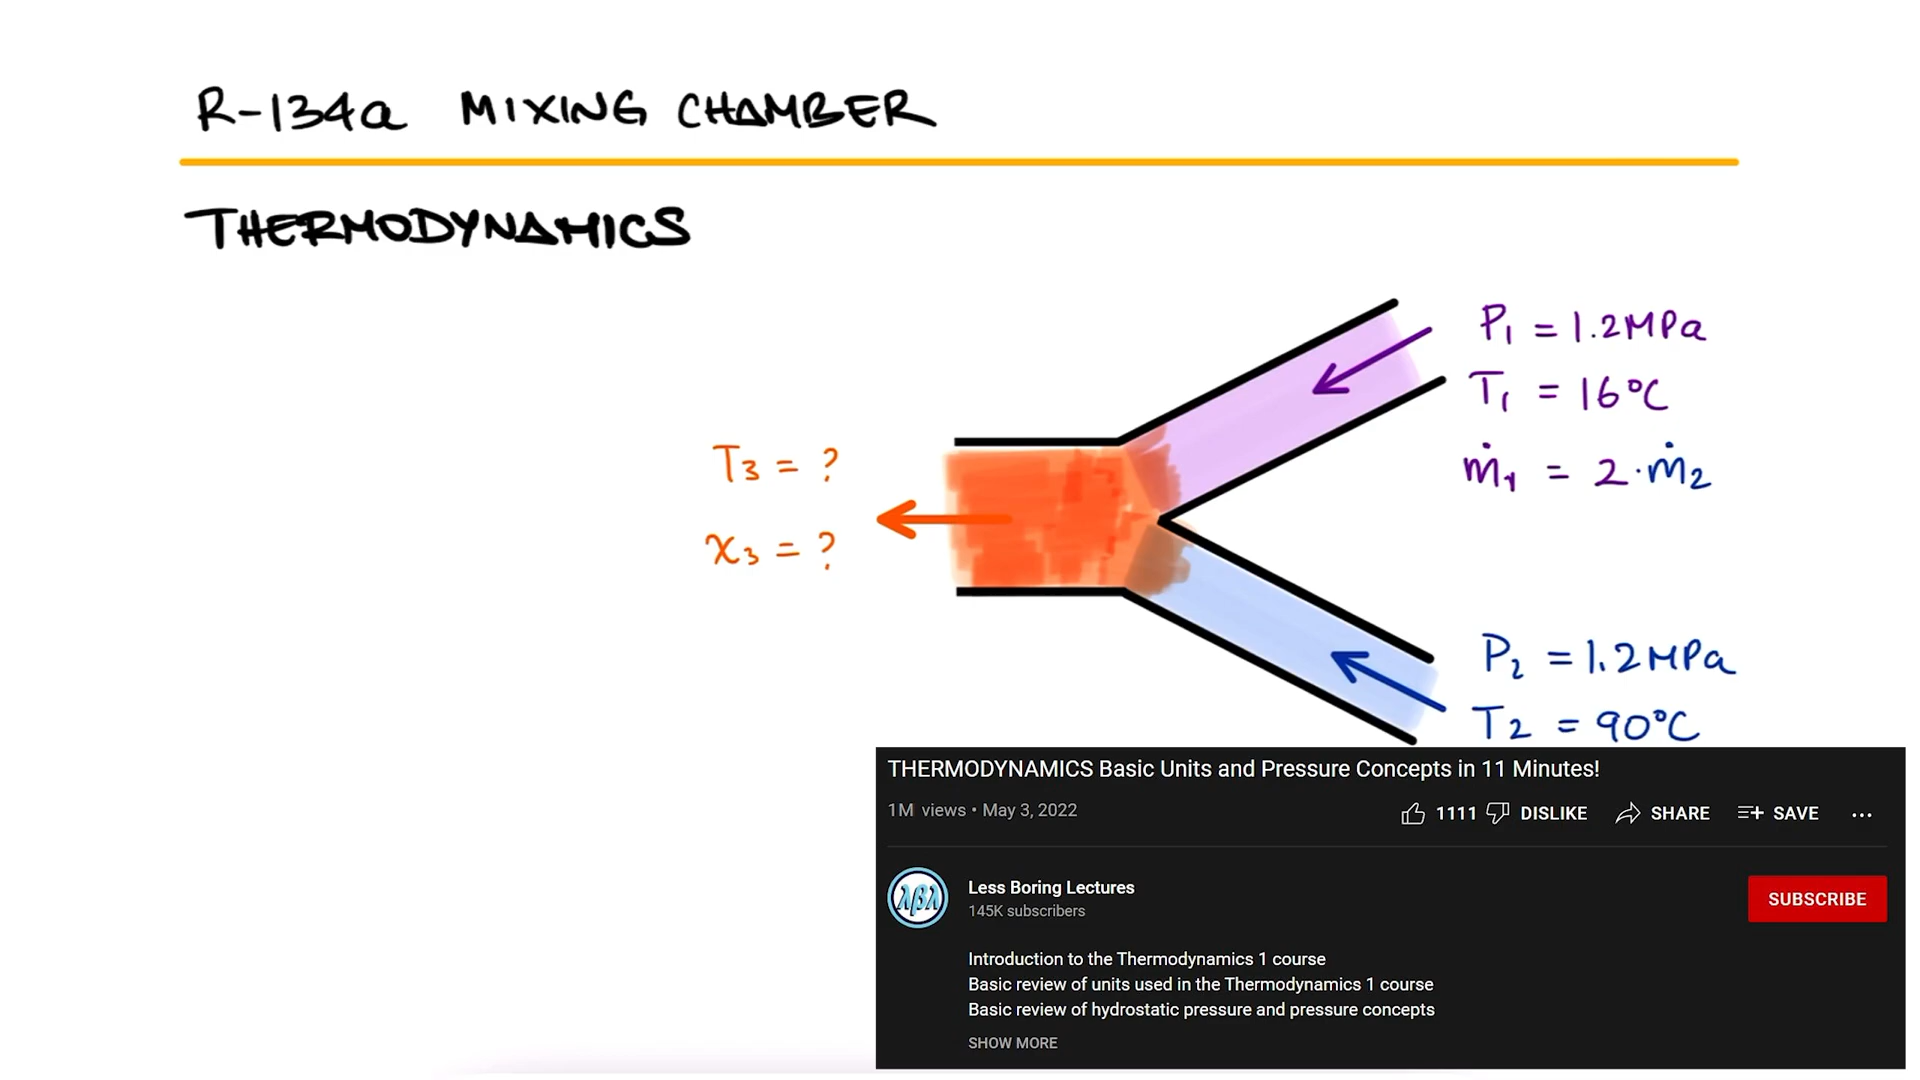 R-134a MIXING CHAMBER
THERMODYNAMICS
P1 = 1.2MPa
T1 = 16°C
ṁ1 = 2·ṁ2
T3 = ?
x3 = ?
P2 = 1.2MPa
T2 = 90°C
THERMODYNAMICS Basic Units and Pressure Concepts in 11 Minutes!
1M views • May 3, 2022
1111 DISLIKE SHARE SAVE ...
λβλ
Less Boring Lectures
145K subscribers
SUBSCRIBE
Introduction to the Thermodynamics 1 course
Basic review of units used in the Thermodynamics 1 course
Basic review of hydrostatic pressure and pressure concepts
SHOW MORE